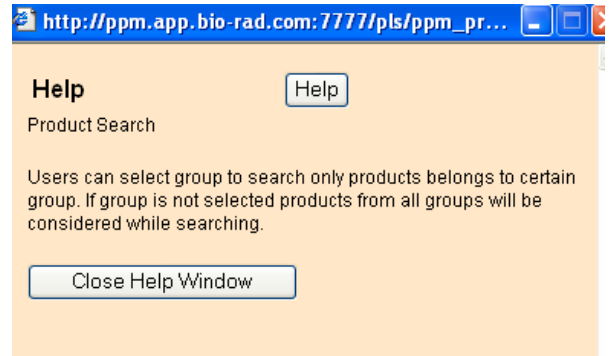 http://ppm.app.bio-rad.com:7777/pls/ppm_pr...
Help Help
Product Search
Users can select group to search only products belongs to certain
group. If group is not selected products from all groups will be
considered while searching.
Close Help Window